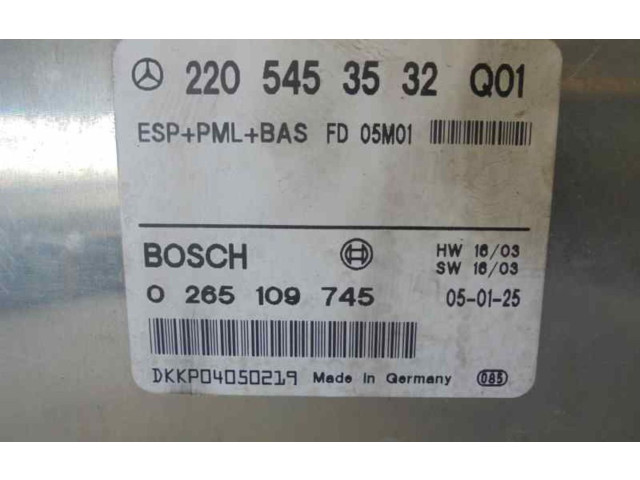 220 545 35 32 Q01
ESP+PML+BAS FD 05M01
BOSCH HW 16/03
SW 16/03
0 265 109 745 05-01-25
DKKP04050219 Made in Germany 085